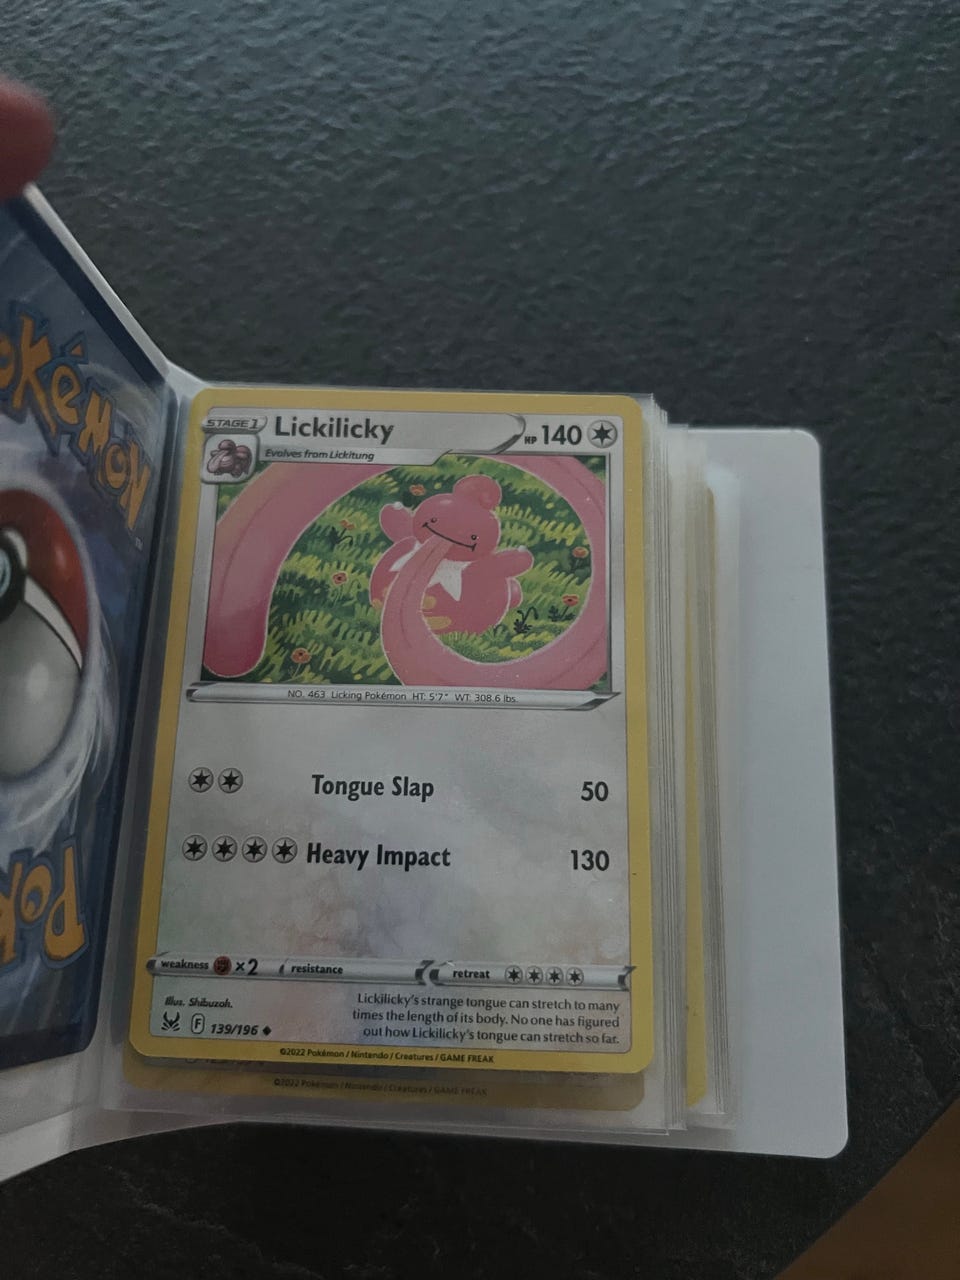 POKéMON
STAGE 1
Lickilicky
HP 140
Evolves from Lickitung
NO. 463 Licking Pokémon HT: 5'7" WT: 308.6 lbs.
Tongue Slap 50
Heavy Impact 130
weakness ×2 resistance retreat
Illus. Shibuzoh.
F 139/196
Lickilicky's strange tongue can stretch to many
times the length of its body. No one has figured
out how Lickilicky's tongue can stretch so far.
©2022 Pokémon / Nintendo / Creatures / GAME FREAK
©2022 Pokémon / Nintendo / Creatures / GAME FREAK
POK